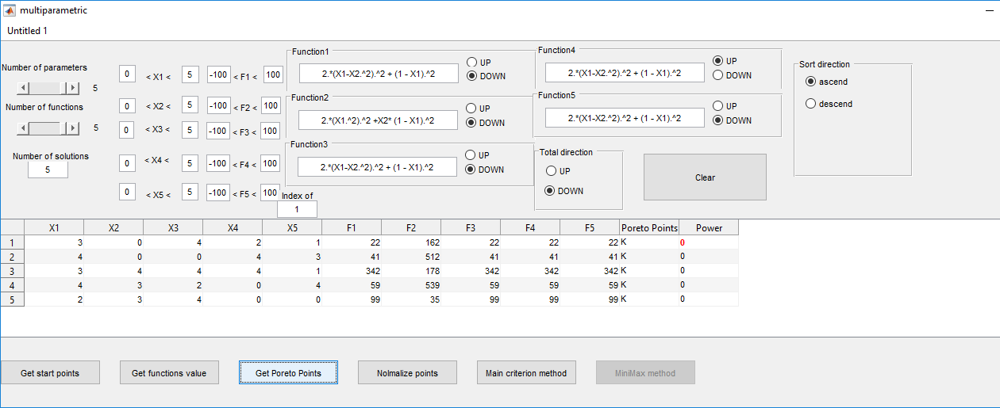 multiparametric
Untitled 1
Number of parameters
5
Number of functions
5
Number of solutions
5
0 < X1 < 5 -100 < F1 < 100
0 < X2 < 5 -100 < F2 < 100
0 < X3 < 5 -100 < F3 < 100
0 < X4 < 5 -100 < F4 < 100
0 < X5 < 5 -100 < F5 < 100
Index of
1
Function1
2.*(X1-X2.^2).^2 + (1 - X1).^2
UP
DOWN
Function2
2.*(X1.^2).^2 +X2* (1 - X1).^2
UP
DOWN
Function3
2.*(X1-X2.^2).^2 + (1 - X1).^2
UP
DOWN
Function4
2.*(X1-X2.^2).^2 + (1 - X1).^2
UP
DOWN
Function5
2.*(X1-X2.^2).^2 + (1 - X1).^2
UP
DOWN
Total direction
UP
DOWN
Clear
Sort direction
ascend
descend
X1 X2 X3 X4 X5 F1 F2 F3 F4 F5 Poreto Points Power
1 3 0 4 2 1 22 162 22 22 22 K 0
2 4 0 0 4 3 41 512 41 41 41 K 0
3 3 4 4 4 1 342 178 342 342 342 K 0
4 4 3 2 0 4 59 539 59 59 59 K 0
5 2 3 4 0 0 99 35 99 99 99 K 0
Get start points
Get functions value
Get Poreto Points
Nolmalize points
Main criterion method
MiniMax method